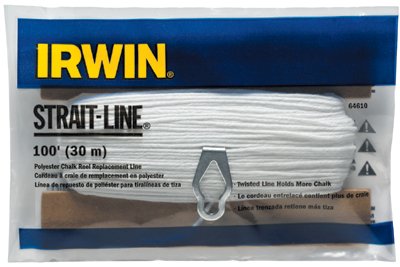 IRWIN®
STRAIT-LINE®
100' (30 m)
64610
Polyester Chalk Reel Replacement Line
Cordeau à craie de remplacement en polyester
Línea de repuesto de poliéster para tiralíneas de tiza
Twisted Line Holds More Chalk
Le cordeau entrelacé contient plus de craie
Línea trenzada retiene más tiza
IRWIN®